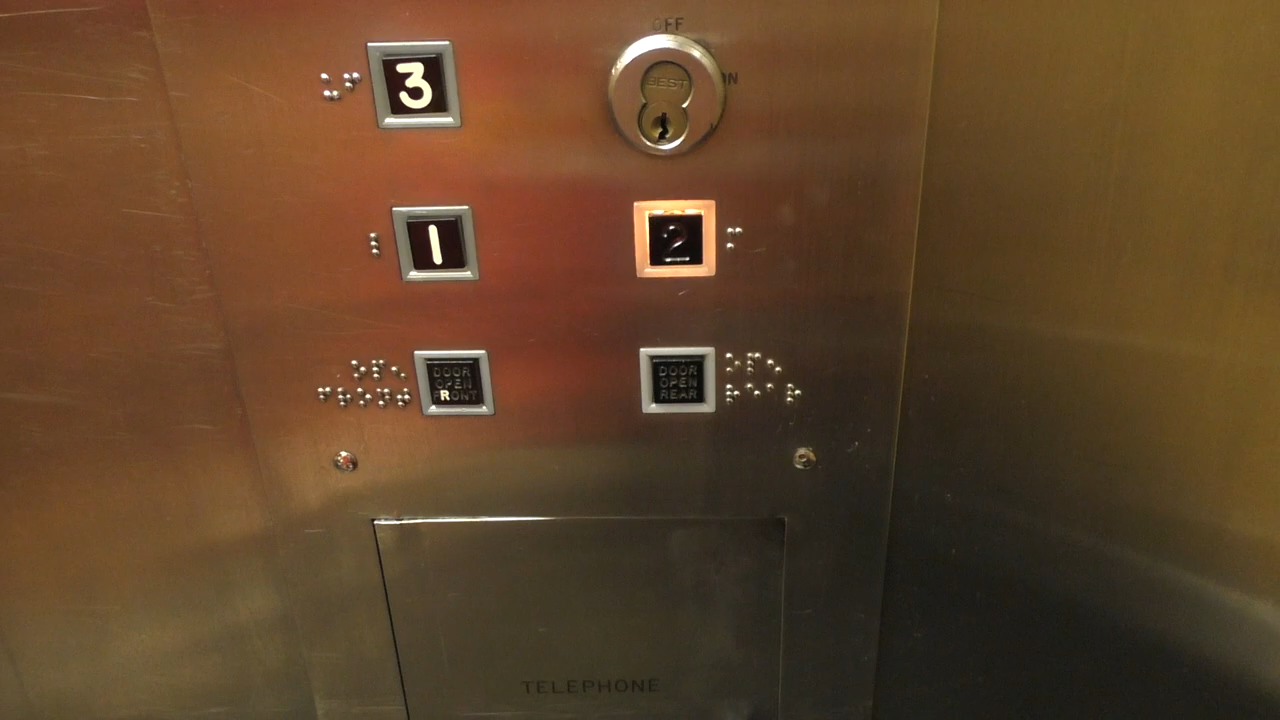 OFF
3
BEST
ON
1
2
DOOR
OPEN
FRONT
DOOR
OPEN
REAR
TELEPHONE